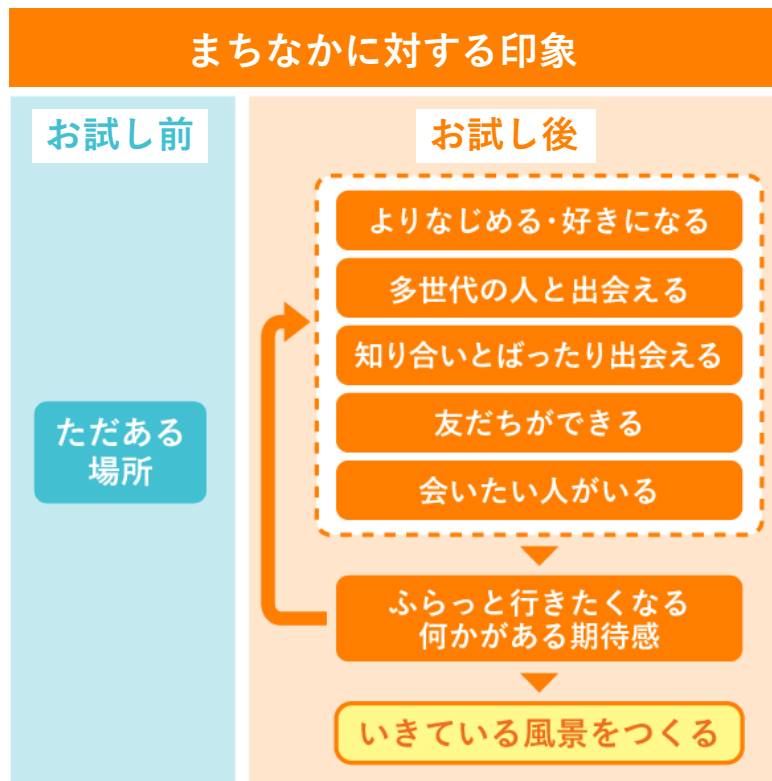 まちなかに対する印象
お試し前
ただある
場所
お試し後
よりなじめる・好きになる
多世代の人と出会える
知り合いとばったり出会える
友だちができる
会いたい人がいる
ふらっと行きたくなる
何かがある期待感
いきている風景をつくる